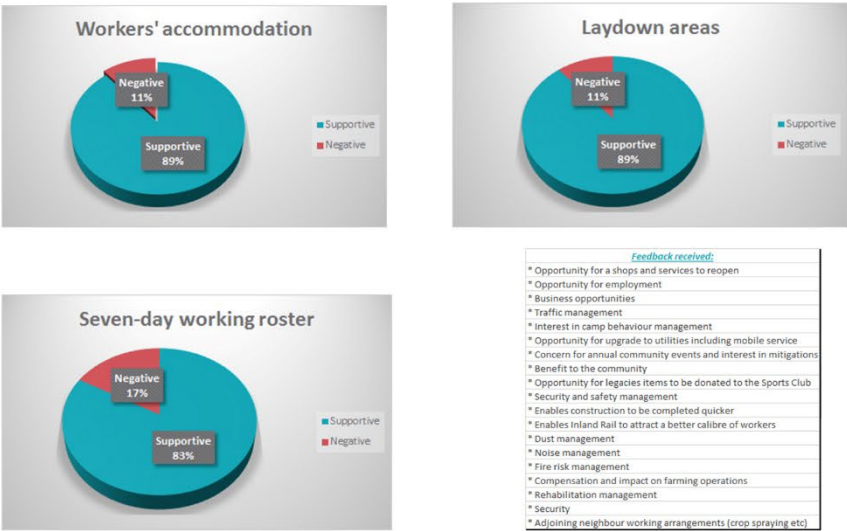 Workers' accommodation
Negative
11%
Supportive
89%
Supportive
Negative
Laydown areas
Negative
11%
Supportive
89%
Supportive
Negative
Seven-day working roster
Negative
17%
Supportive
83%
Supportive
Negative
Feedback received:
* Opportunity for a shops and services to reopen
* Opportunity for employment
* Business opportunities
* Traffic management
* Interest in camp behaviour management
* Opportunity for upgrade to utilities including mobile service
* Concern for annual community events and interest in mitigations
* Benefit to the community
* Opportunity for legacies items to be donated to the Sports Club
* Security and safety management
* Enables construction to be completed quicker
* Enables Inland Rail to attract a better calibre of workers
* Dust management
* Noise management
* Fire risk management
* Compensation and impact on farming operations
* Rehabilitation management
* Security
* Adjoining neighbour working arrangements (crop spraying etc)